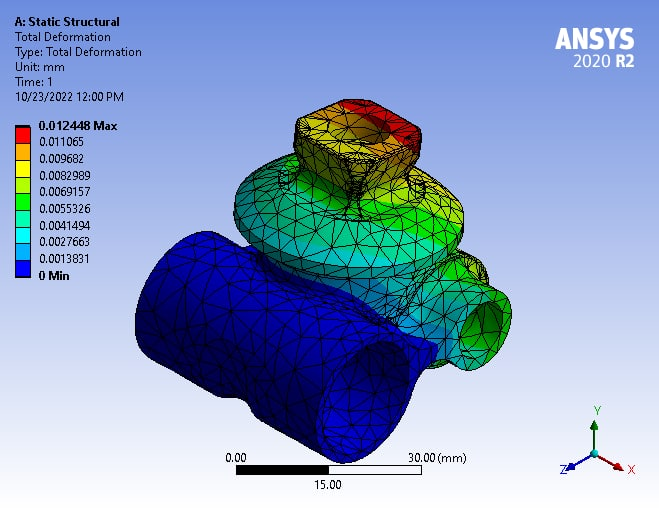 A: Static Structural
Total Deformation
Type: Total Deformation
Unit: mm
Time: 1
10/23/2022 12:00 PM
ANSYS
2020 R2
0.012448 Max
0.011065
0.009682
0.0082989
0.0069157
0.0055326
0.0041494
0.0027663
0.0013831
0 Min
0.00
30.00 (mm)
15.00
Y
Z
X